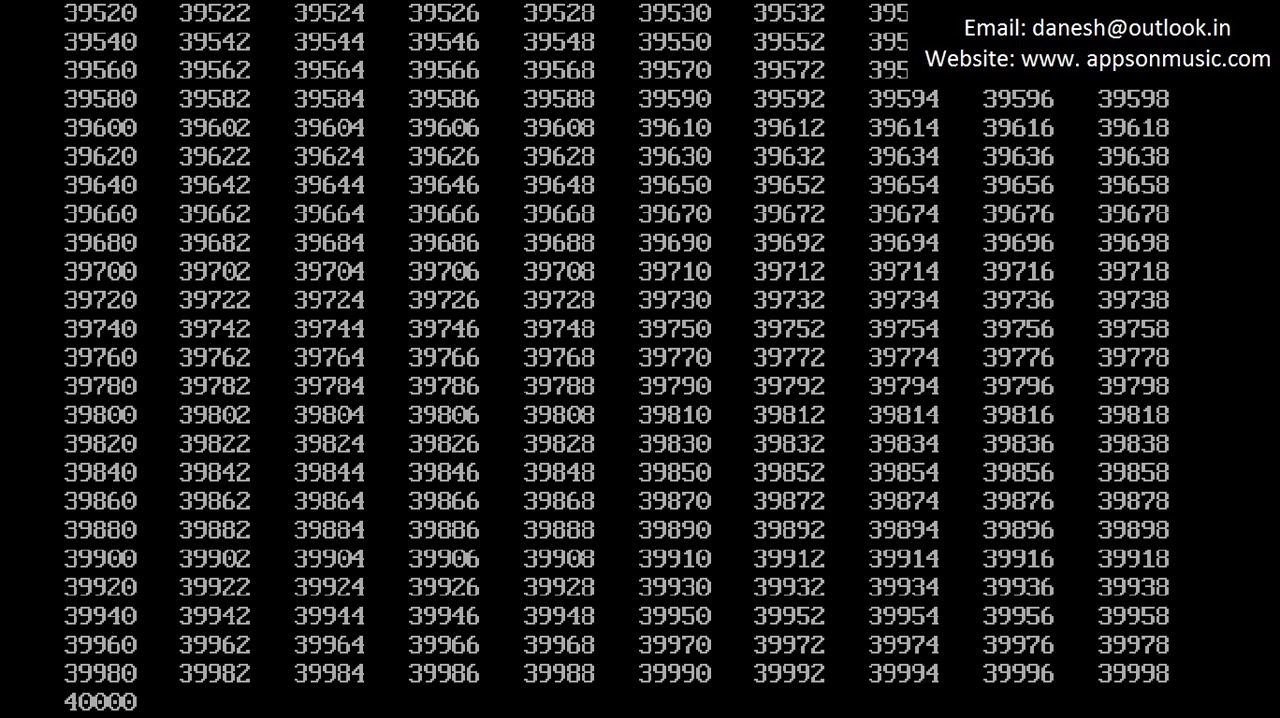 39520 39522 39524 39526 39528 39530 39532 395
Email: danesh@outlook.in
39540 39542 39544 39546 39548 39550 39552 395
Website: www. appsonmusic.com
39560 39562 39564 39566 39568 39570 39572 395
39580 39582 39584 39586 39588 39590 39592 39594 39596 39598
39600 39602 39604 39606 39608 39610 39612 39614 39616 39618
39620 39622 39624 39626 39628 39630 39632 39634 39636 39638
39640 39642 39644 39646 39648 39650 39652 39654 39656 39658
39660 39662 39664 39666 39668 39670 39672 39674 39676 39678
39680 39682 39684 39686 39688 39690 39692 39694 39696 39698
39700 39702 39704 39706 39708 39710 39712 39714 39716 39718
39720 39722 39724 39726 39728 39730 39732 39734 39736 39738
39740 39742 39744 39746 39748 39750 39752 39754 39756 39758
39760 39762 39764 39766 39768 39770 39772 39774 39776 39778
39780 39782 39784 39786 39788 39790 39792 39794 39796 39798
39800 39802 39804 39806 39808 39810 39812 39814 39816 39818
39820 39822 39824 39826 39828 39830 39832 39834 39836 39838
39840 39842 39844 39846 39848 39850 39852 39854 39856 39858
39860 39862 39864 39866 39868 39870 39872 39874 39876 39878
39880 39882 39884 39886 39888 39890 39892 39894 39896 39898
39900 39902 39904 39906 39908 39910 39912 39914 39916 39918
39920 39922 39924 39926 39928 39930 39932 39934 39936 39938
39940 39942 39944 39946 39948 39950 39952 39954 39956 39958
39960 39962 39964 39966 39968 39970 39972 39974 39976 39978
39980 39982 39984 39986 39988 39990 39992 39994 39996 39998
40000